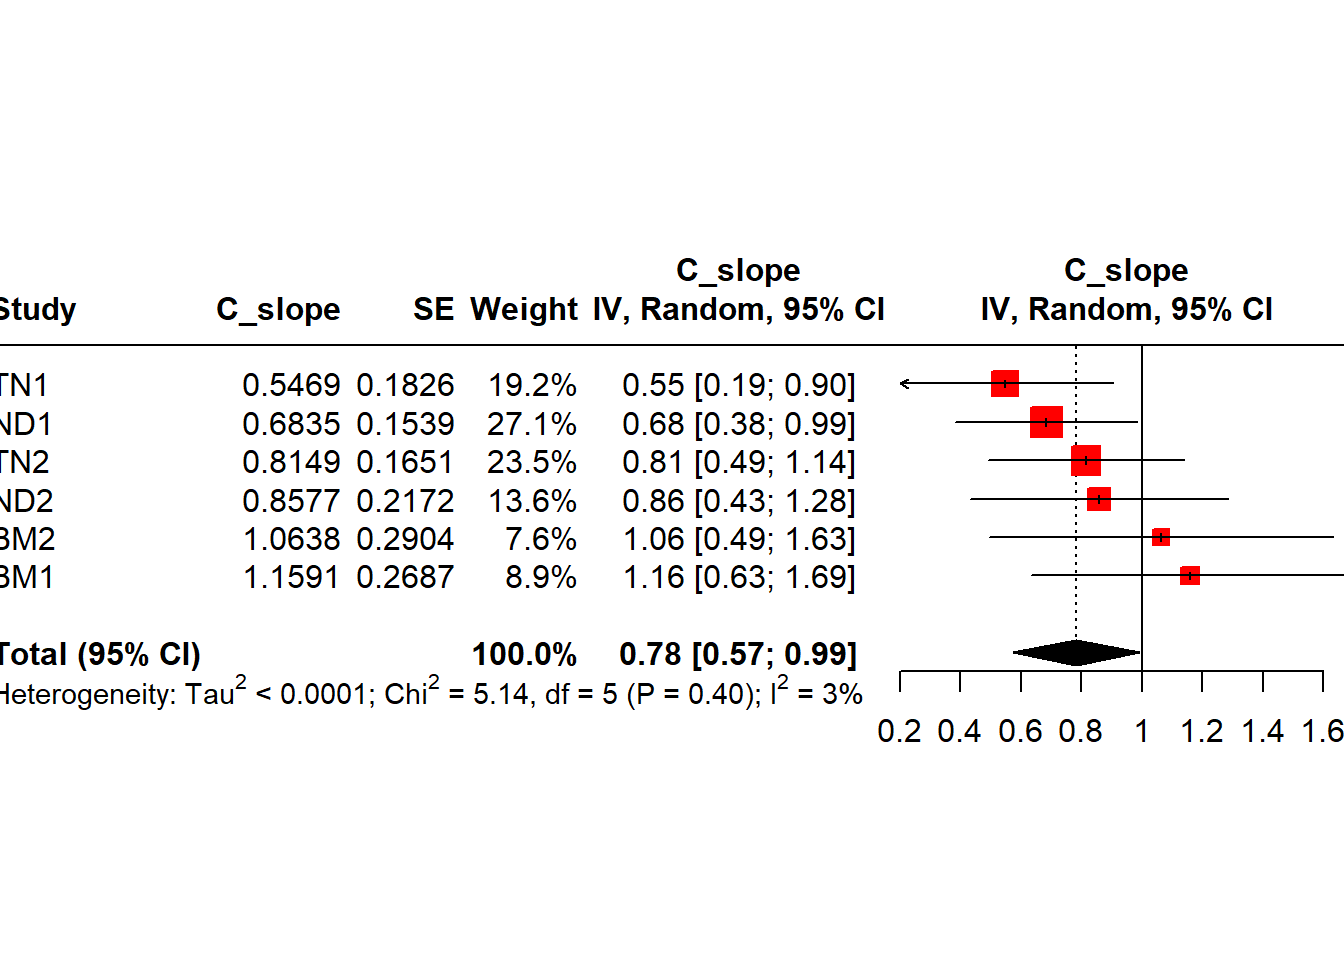 C_slope C_slope
Study C_slope SE Weight IV, Random, 95% CI IV, Random, 95% CI
TN1 0.5469 0.1826 19.2% 0.55 [0.19; 0.90]
ND1 0.6835 0.1539 27.1% 0.68 [0.38; 0.99]
TN2 0.8149 0.1651 23.5% 0.81 [0.49; 1.14]
ND2 0.8577 0.2172 13.6% 0.86 [0.43; 1.28]
BM2 1.0638 0.2904 7.6% 1.06 [0.49; 1.63]
BM1 1.1591 0.2687 8.9% 1.16 [0.63; 1.69]
Total (95% CI) 100.0% 0.78 [0.57; 0.99]
Heterogeneity: Tau² < 0.0001; Chi² = 5.14, df = 5 (P = 0.40); I² = 3%
0.2 0.4 0.6 0.8 1 1.2 1.4 1.6